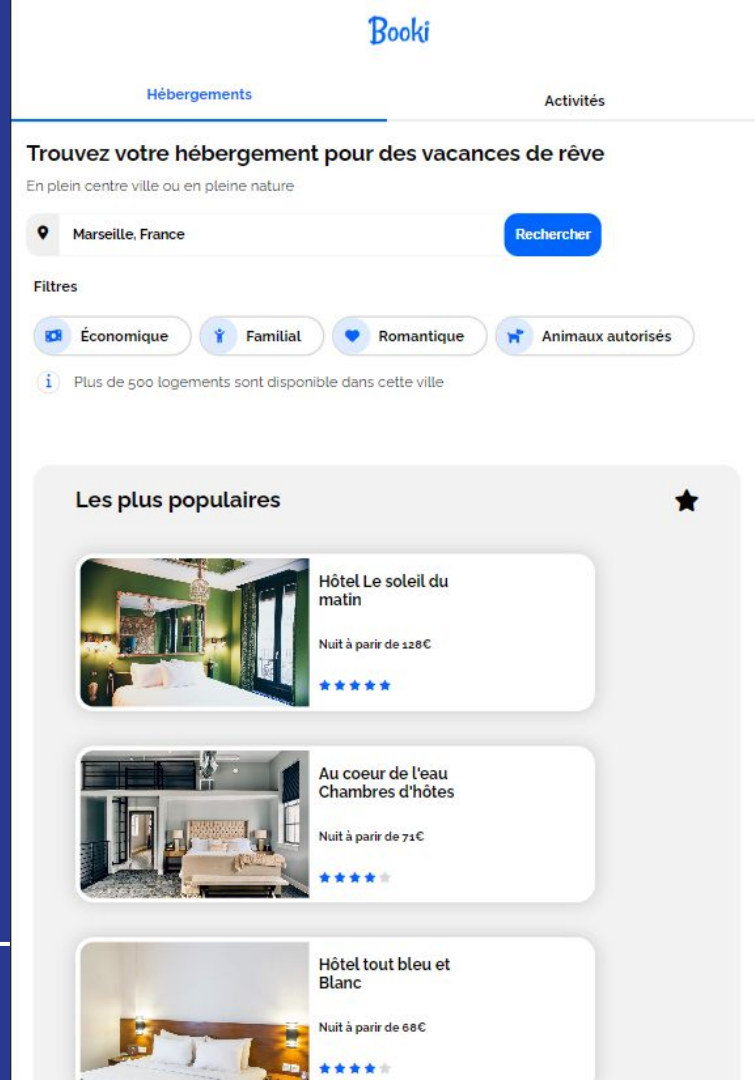 Booki
Hébergements
Activités
Trouvez votre hébergement pour des vacances de rêve
En plein centre ville ou en pleine nature
Marseille, France
Rechercher
Filtres
Économique
Familial
Romantique
Animaux autorisés
i
Plus de 500 logements sont disponible dans cette ville
Les plus populaires
Hôtel Le soleil du
matin
Nuit à parir de 128€
Au coeur de l'eau
Chambres d'hôtes
Nuit à parir de 71€
Hôtel tout bleu et
Blanc
Nuit à parir de 68€